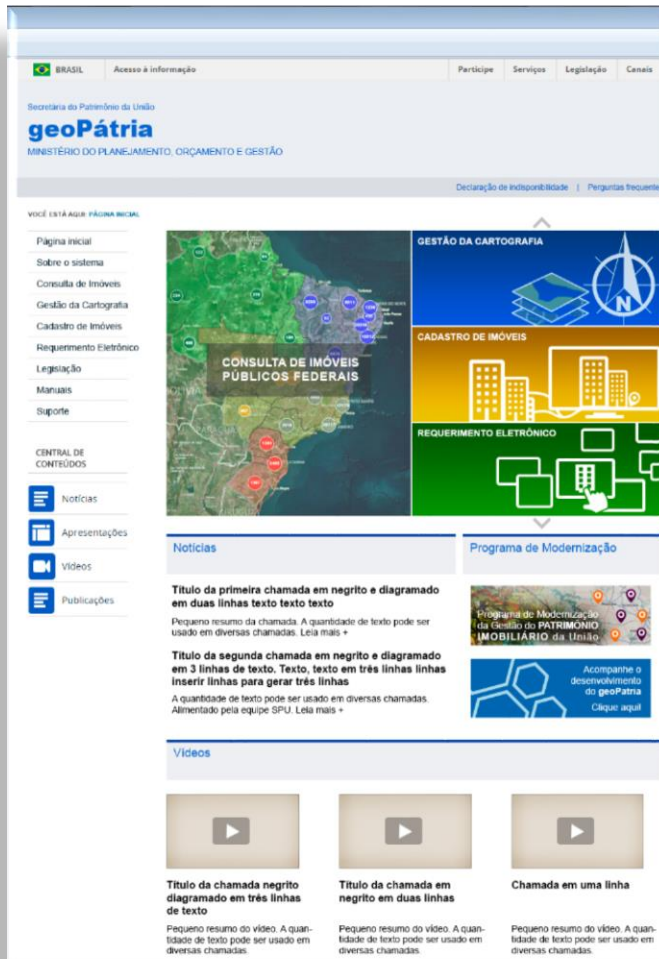 BRASIL Acesso à informação Participe Serviços Legislação Canais
Secretária do Patrimônio da União
geoPátria
MINISTÉRIO DO PLANEJAMENTO, ORÇAMENTO E GESTÃO
Declaração de indisponibilidade | Perguntas frequente
VOCÊ ESTÁ AQUI: PÁGINA INICIAL
Página inicial
Sobre o sistema
Consulta de Imóveis
Gestão da Cartografia
Cadastro de Imóveis
Requerimento Eletrônico
Legislação
Manuais
Suporte
CENTRAL DE
CONTEÚDOS
Notícias
Apresentações
Vídeos
Publicações
CONSULTA DE IMÓVEIS
PÚBLICOS FEDERAIS
GESTÃO DA CARTOGRAFIA
N
CADASTRO DE IMÓVEIS
REQUERIMENTO ELETRÔNICO
Notícias
Título da primeira chamada em negrito e diagramado
em duas linhas texto texto texto
Pequeno resumo da chamada. A quantidade de texto pode ser
usado em diversas chamadas. Leia mais +
Título da segunda chamada em negrito e diagramado
em 3 linhas de texto. Texto, texto em três linhas linhas
inserir linhas para gerar três linhas
A quantidade de texto pode ser usado em diversas chamadas.
Alimentado pela equipe SPU. Leia mais +
Programa de Modernização
Programa de Modernização
da Gestão do PATRIMÔNIO
IMOBILIÁRIO da União
Acompanhe o
desenvolvimento
do geoPatria
Clique aqui!
Vídeos
Título da chamada negrito
diagramado em três linhas
de texto
Pequeno resumo do vídeo. A quan-
tidade de texto pode ser usado em
diversas chamadas.
Título da chamada em
negrito em duas linhas
Pequeno resumo do vídeo. A quan-
tidade de texto pode ser usado em
diversas chamadas.
Chamada em uma linha
Pequeno resumo do vídeo. A quan-
tidade de texto pode ser usado em
diversas chamadas.